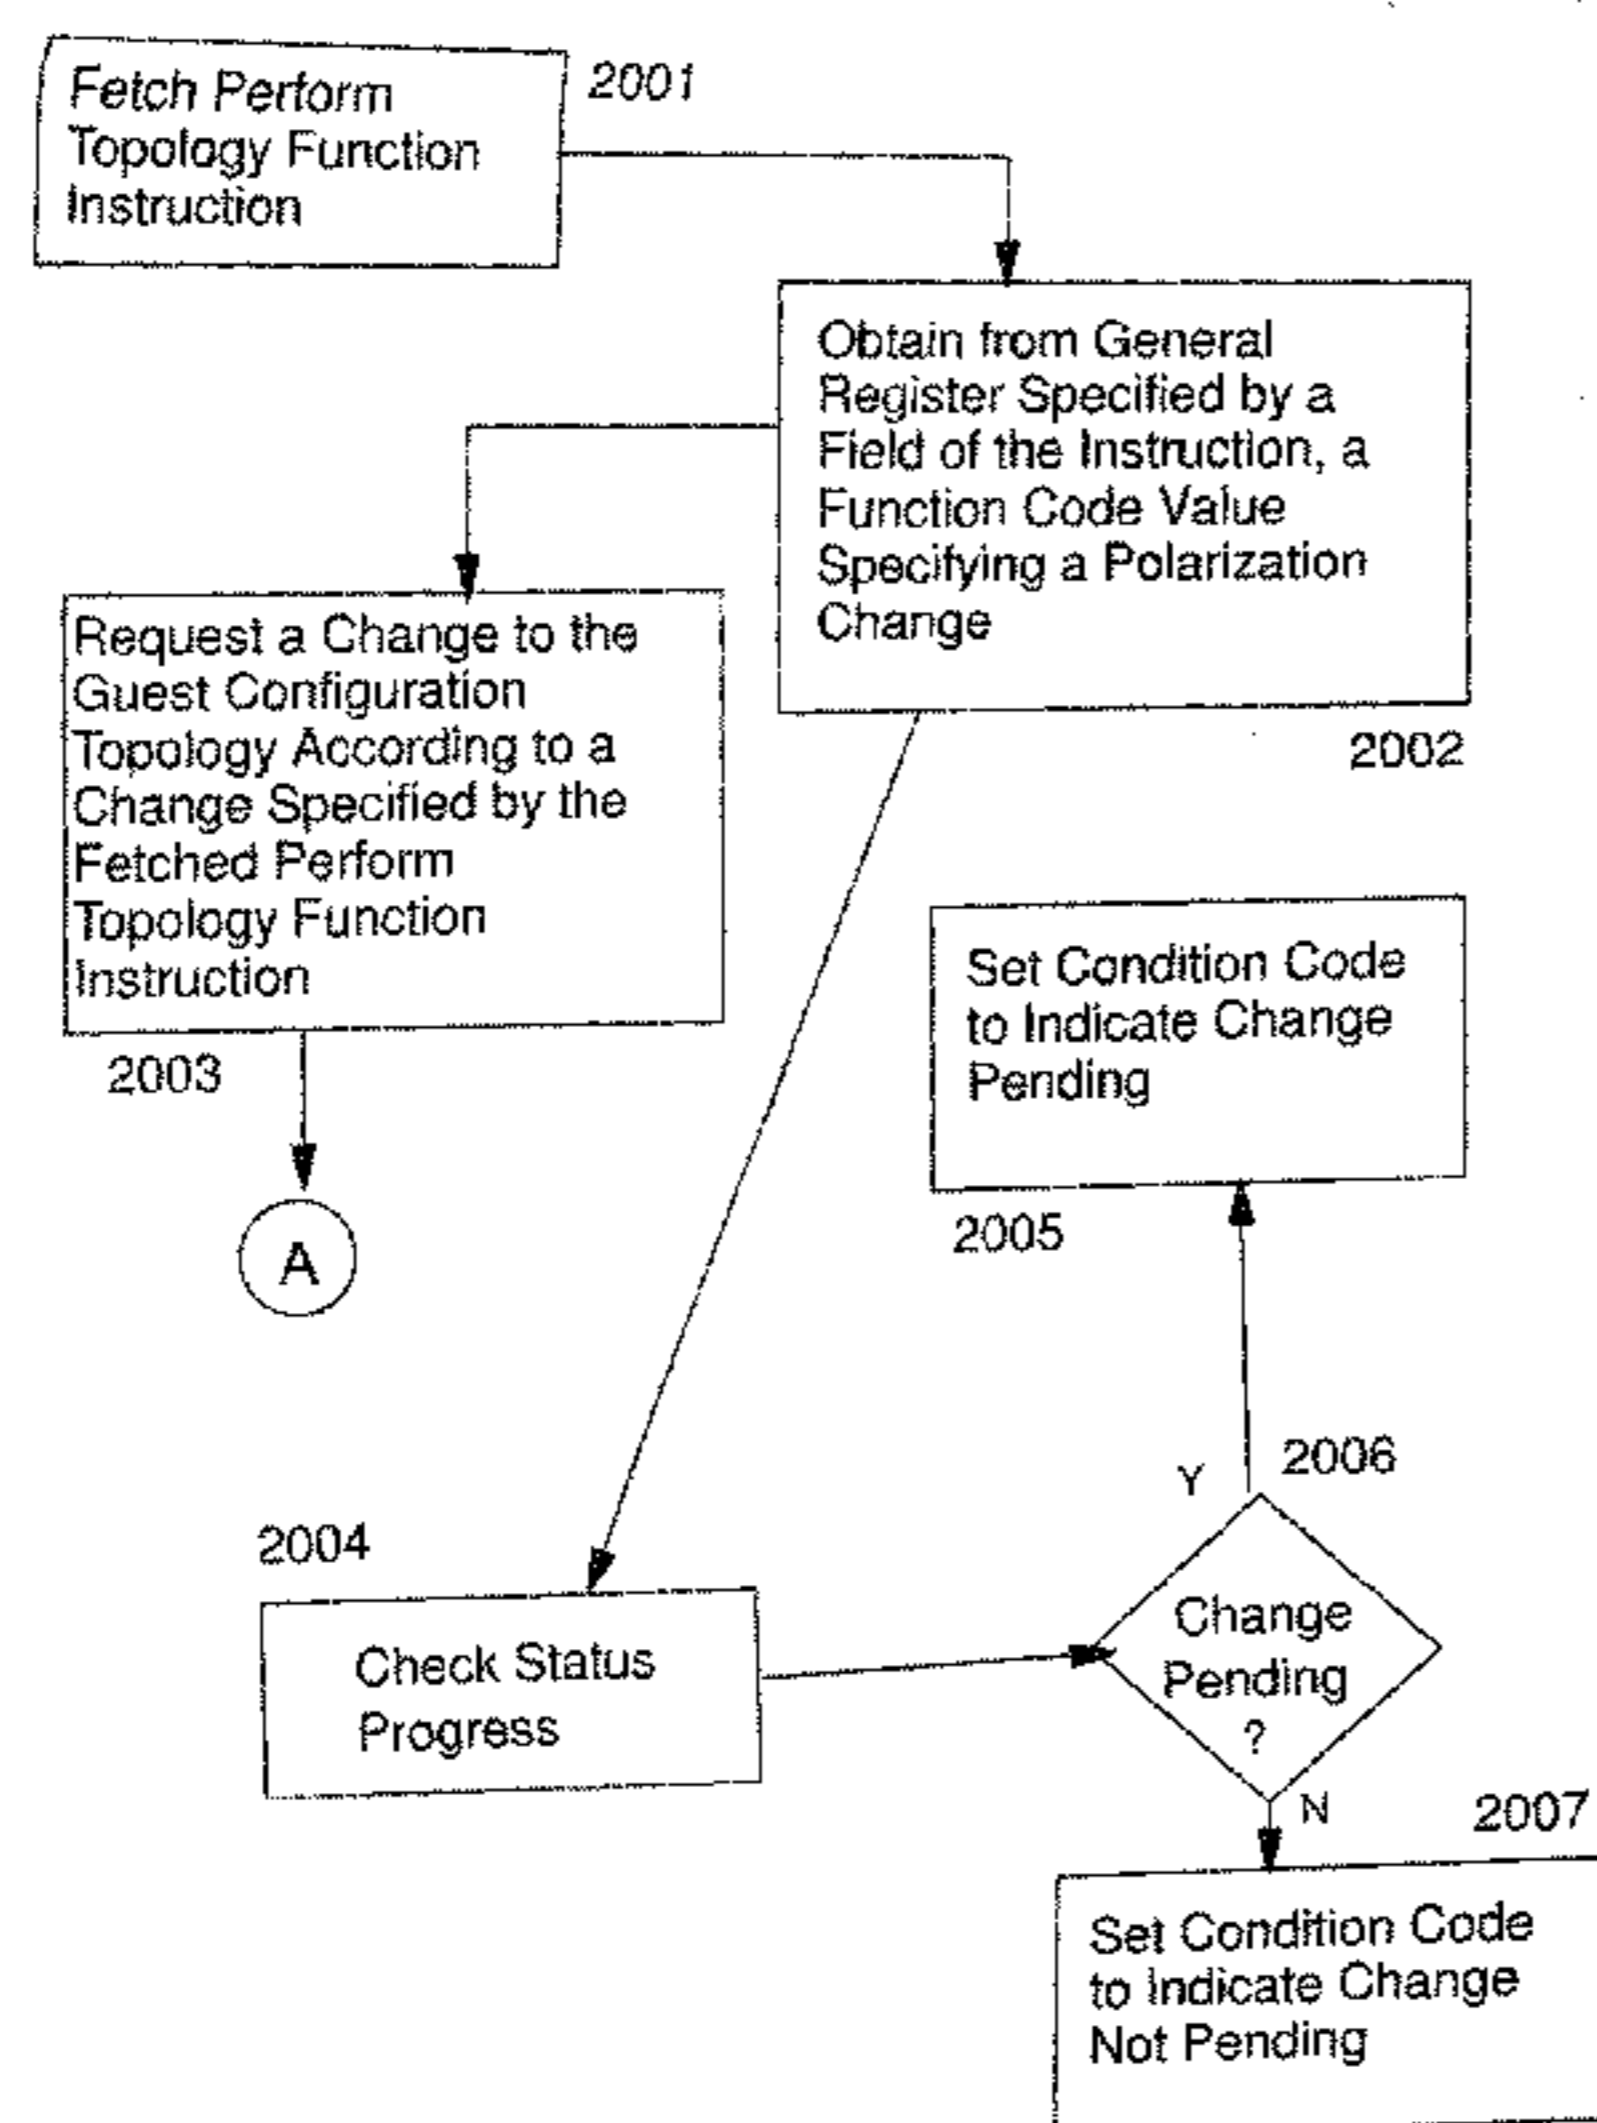 Fetch Perform
Topology Function
Instruction
2001
Obtain from General
Register Specified by a
Field of the Instruction, a
Function Code Value
Specifying a Polarization
Change
2002
Request a Change to the
Guest Configuration
Topology According to a
Change Specified by the
Fetched Perform
Topology Function
Instruction
2003
A
Set Condition Code
to Indicate Change
Pending
2005
2004
Check Status
Progress
Y
2006
Change
Pending
?
N
2007
Set Condition Code
to Indicate Change
Not Pending